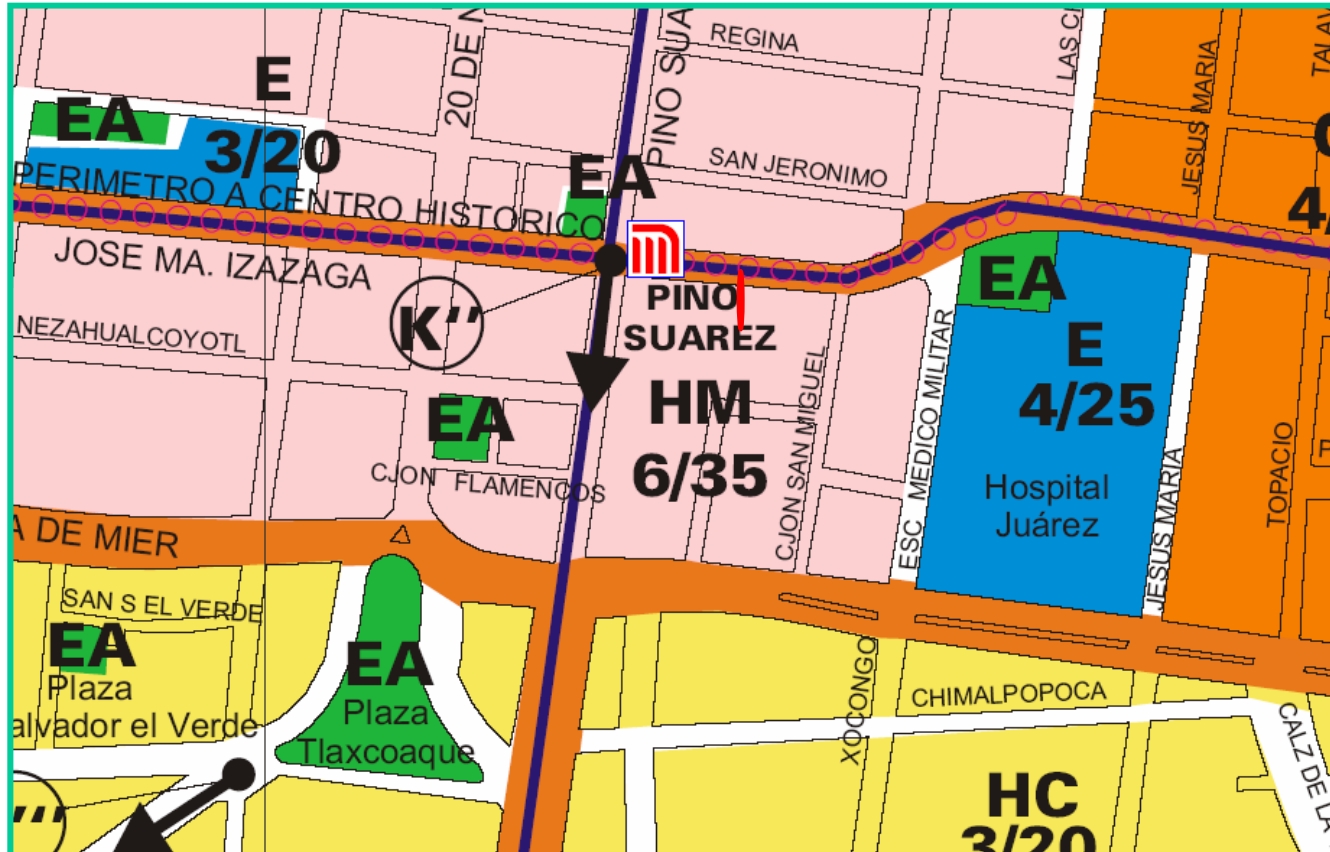 REGINA
20 DE N
PINO SUA
LAS C
JESUS MARIA
TALAV
E
EA
3/20
EA
SAN JERONIMO
4/
PERIMETRO A CENTRO HISTORICO
JOSE MA. IZAZAGA
EA
PINO
SUAREZ
K’’
NEZAHUALCOYOTL
E
4/25
HM
6/35
EA
CJON FLAMENCOS
CJON SAN MIGUEL
ESC MEDICO MILITAR
Hospital
Juárez
JESUS MARIA
TOPACIO
A DE MIER
SAN S EL VERDE
EA
Plaza
alvador el Verde
EA
Plaza
Tlaxcoaque
XOCONGO
CHIMALPOPOCA
CALZ DE LA
HC
3/20